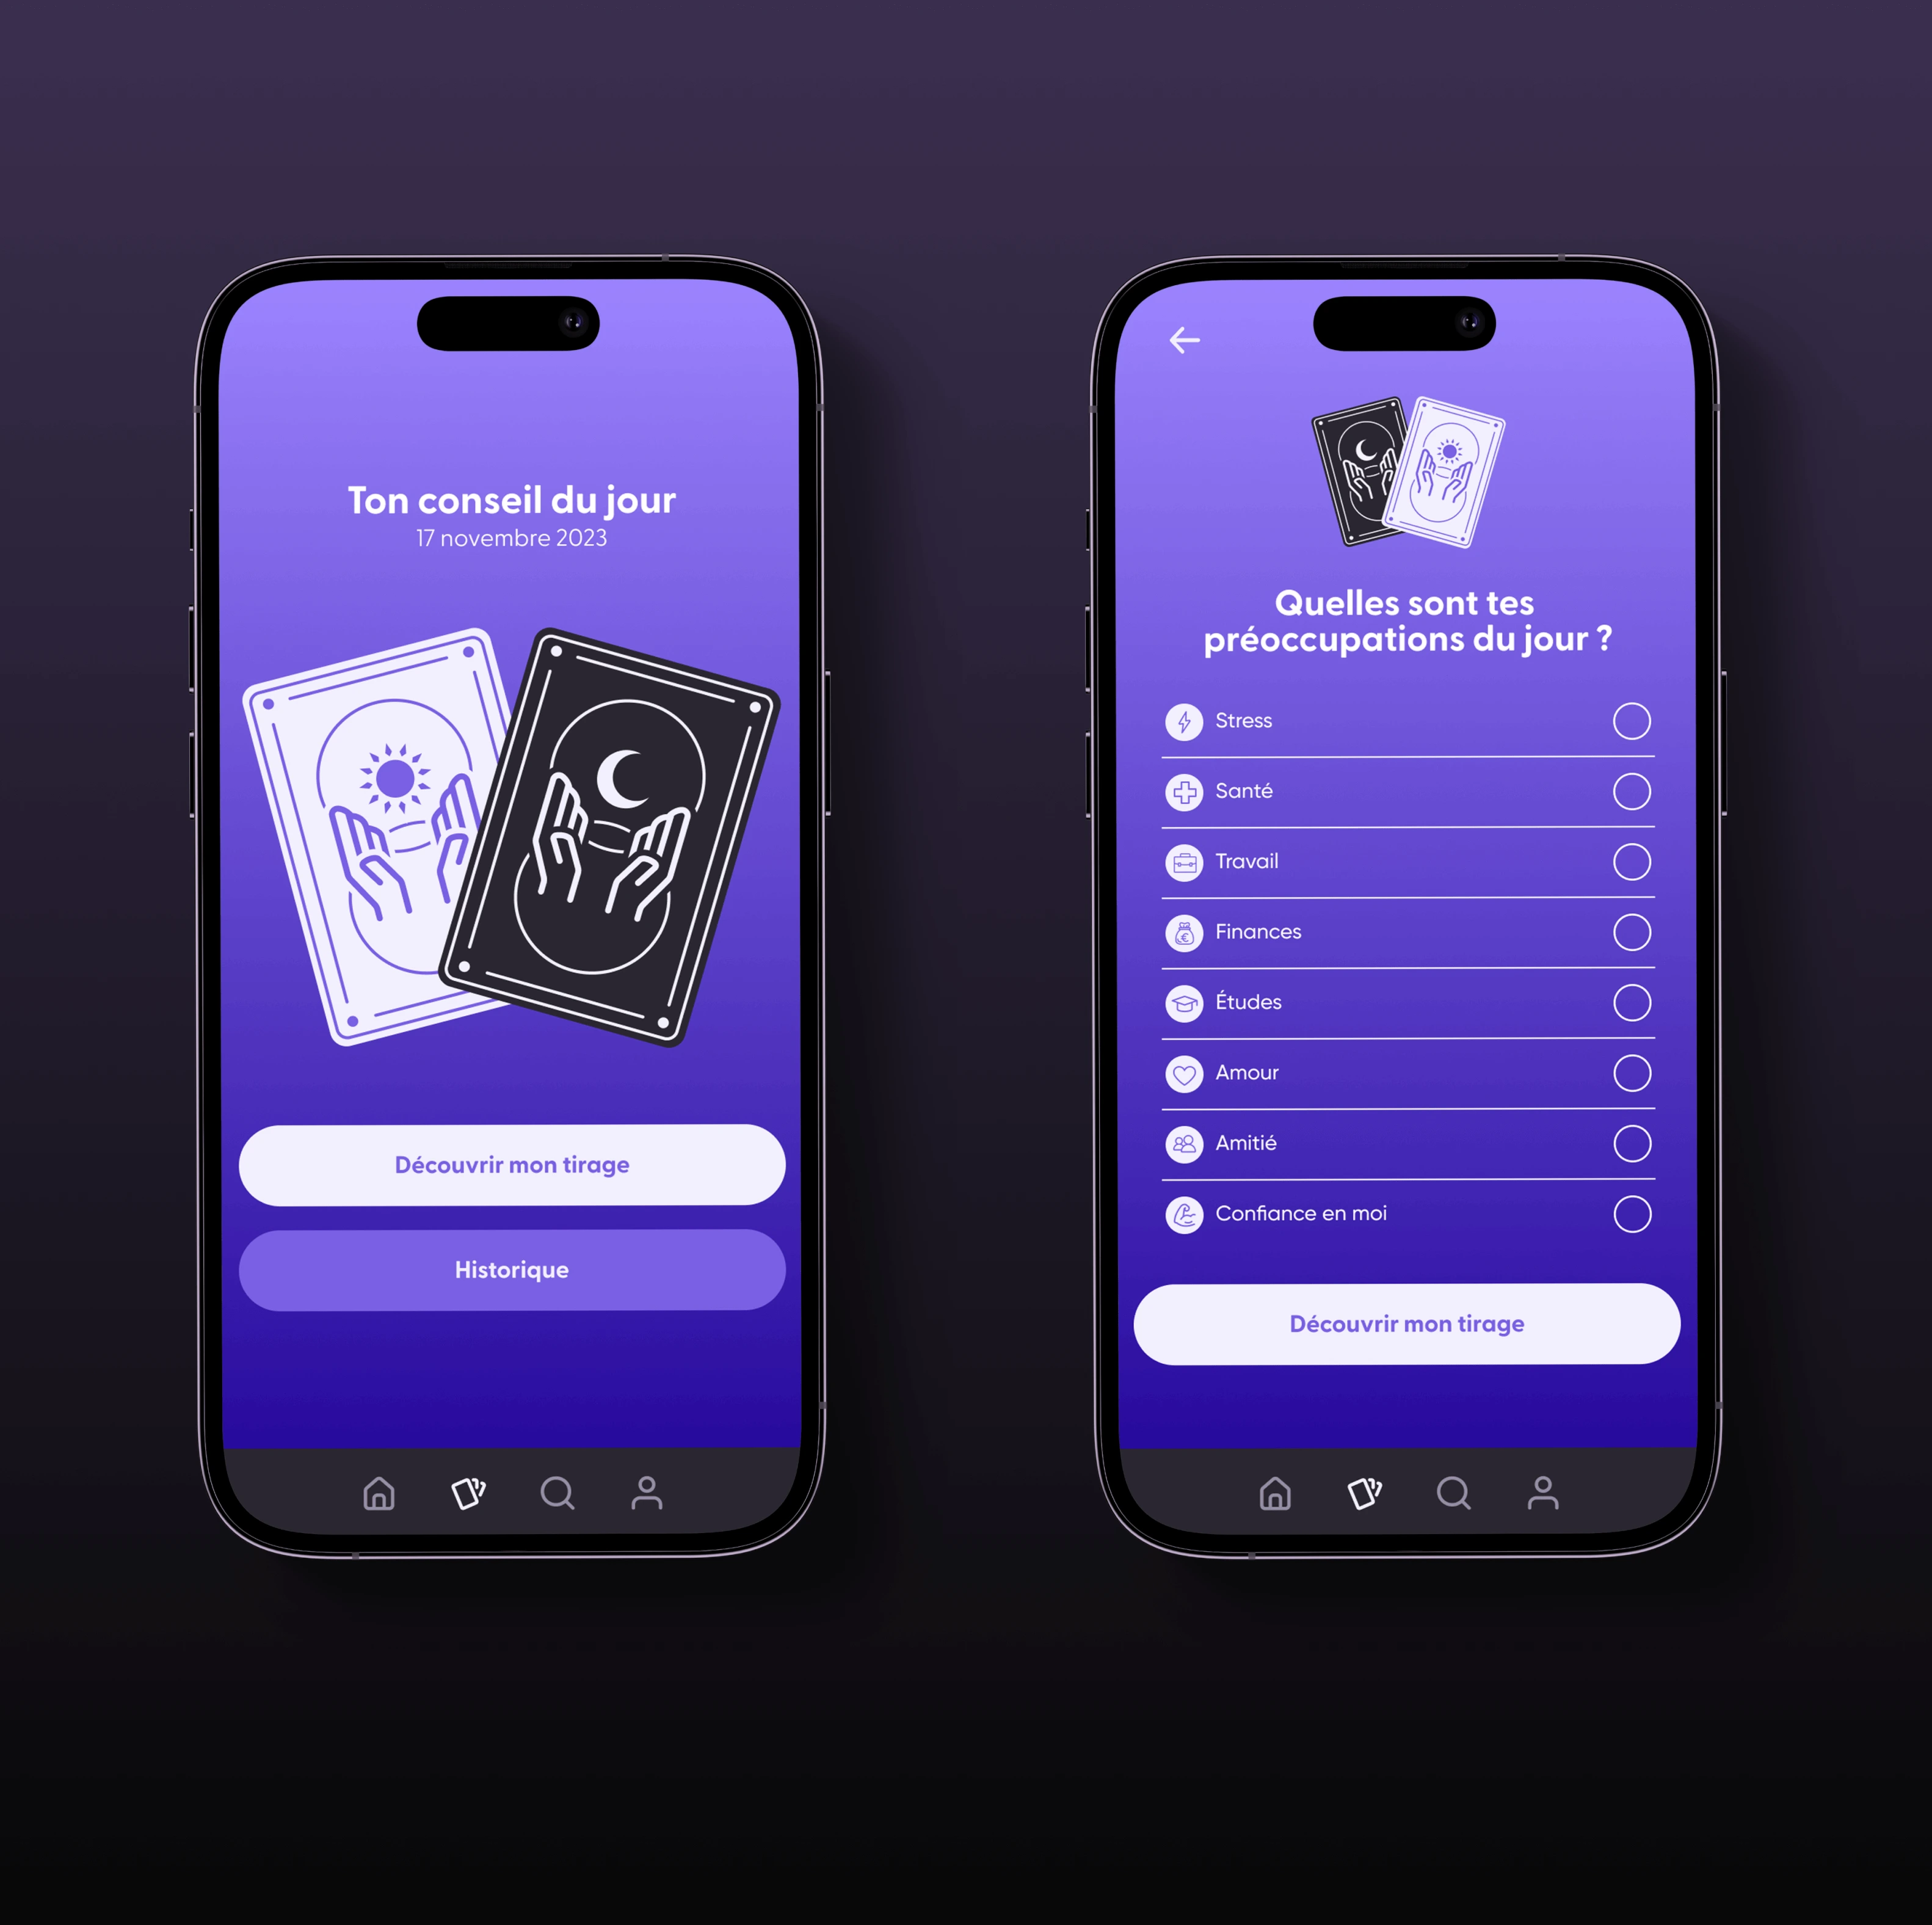 Ton conseil du jour
17 novembre 2023
Découvrir mon tirage
Historique
Quelles sont tes
préoccupations du jour ?
Stress
Santé
Travail
Finances
Études
Amour
Amitié
Confiance en moi
Découvrir mon tirage